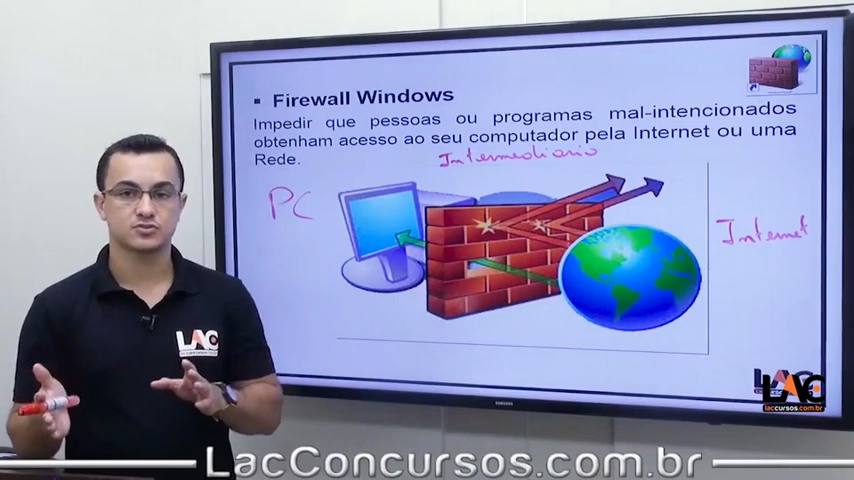 ▪ Firewall Windows
Impedir que pessoas ou programas mal-intencionados
obtenham acesso ao seu computador pela Internet ou uma
Rede.
Intermediario
PC
Internet
LAC
LAC
laccursos.com.br
SAMSUNG
LacConcursos.com.br